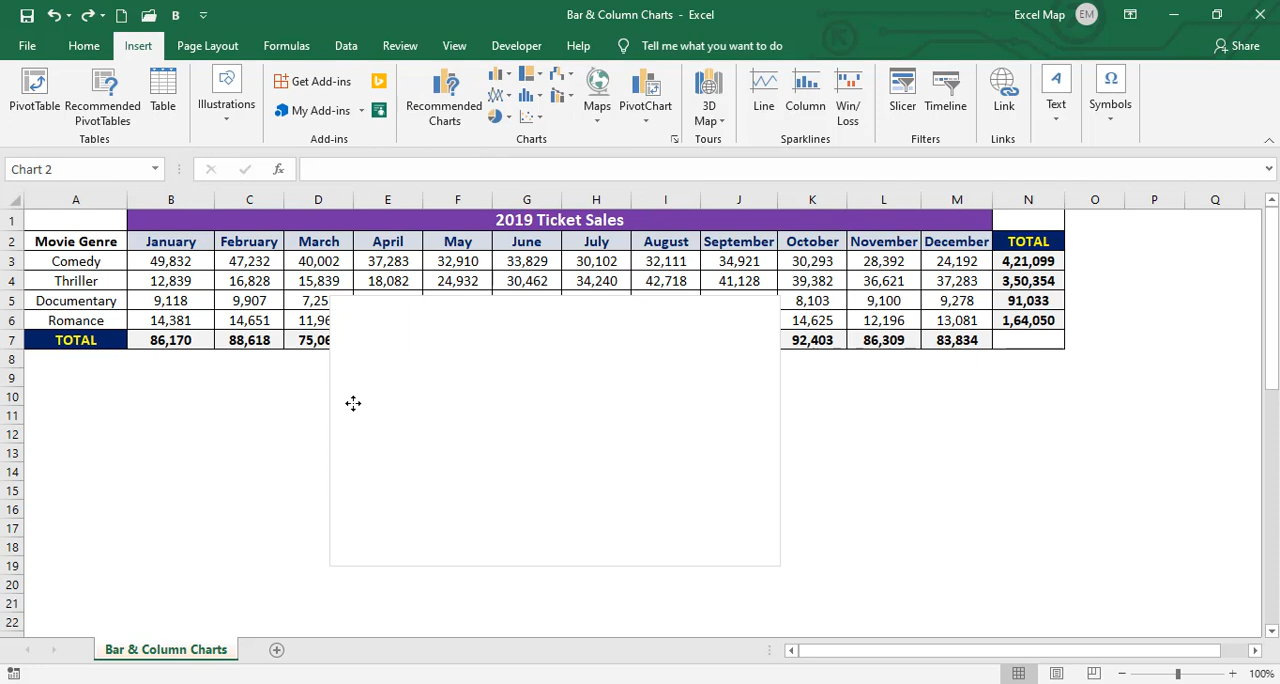 Bar & Column Charts - Excel
Excel Map EM
File Home Insert Page Layout Formulas Data Review View Developer Help Tell me what you want to do Share
PivotTable Recommended PivotTables Table Illustrations Get Add-ins My Add-ins Recommended Charts Maps PivotChart 3D Map Line Column Win/Loss Slicer Timeline Link Text Symbols
Tables Add-ins Charts Tours Sparklines Filters Links
Chart 2 fx
A B C D E F G H I J K L M N O P Q
1 2019 Ticket Sales
2 Movie Genre January February March April May June July August September October November December TOTAL
3 Comedy 49,832 47,232 40,002 37,283 32,910 33,829 30,102 32,111 34,921 30,293 28,392 24,192 4,21,099
4 Thriller 12,839 16,828 15,839 18,082 24,932 30,462 34,240 42,718 41,128 39,382 36,621 37,283 3,50,354
5 Documentary 9,118 9,907 7,25 8,103 9,100 9,278 91,033
6 Romance 14,381 14,651 11,96 14,625 12,196 13,081 1,64,050
7 TOTAL 86,170 88,618 75,06 92,403 86,309 83,834
8
9
10
11
12
13
14
15
16
17
18
19
20
21
22
Bar & Column Charts
100%